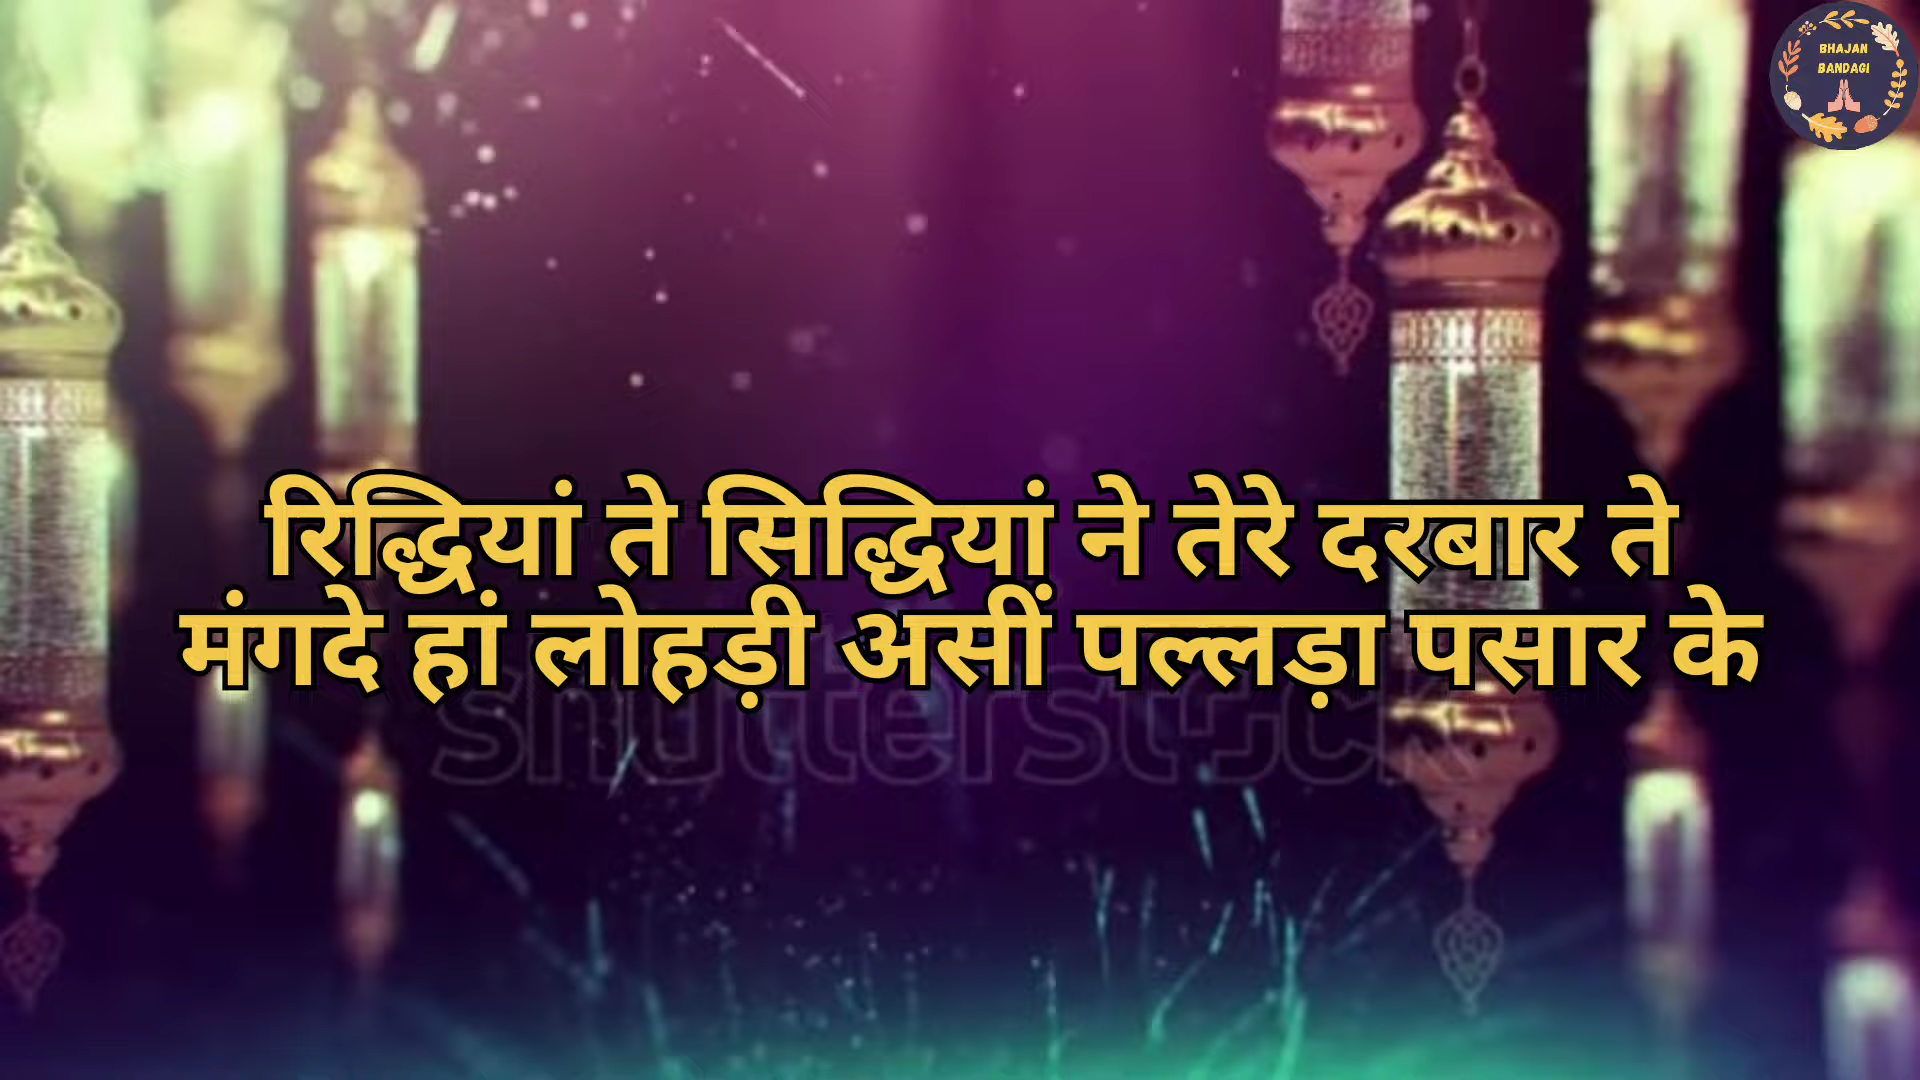 BHAJAN
BANDAGI
रिद्धियां ते सिद्धियां ने तेरे दरबार ते
मंगदे हां लोहड़ी असीं पल्लड़ा पसार के
shutterstock